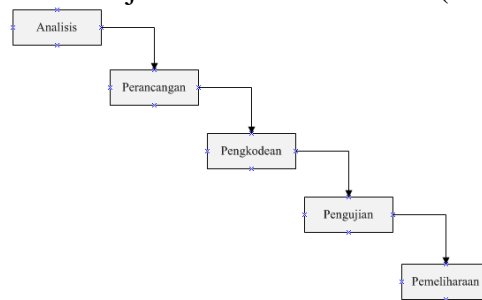 Analisis
Perancangan
Pengkodean
Pengujian
Pemeliharaan